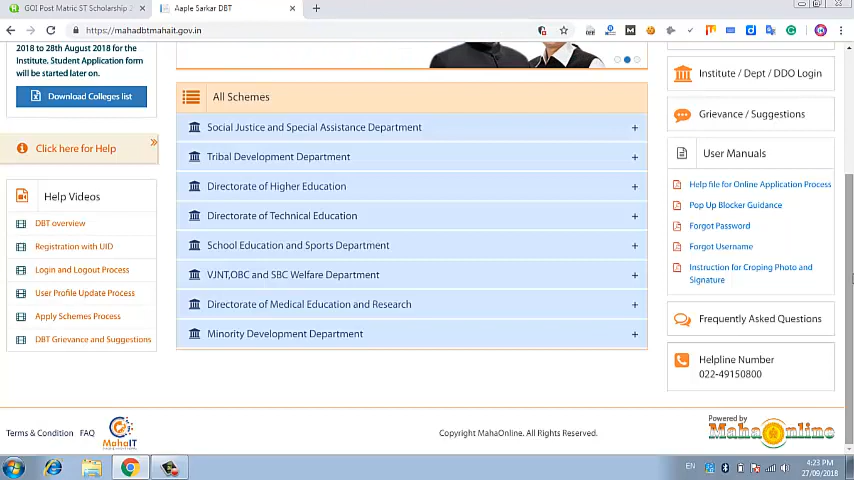 GOI Post Matric ST Scholarship
Aaple Sarkar DBT
https://mahadbtmahait.gov.in
2018 to 28th August 2018 for the
Institute, Student Application form
will be started later on.
Download Colleges list
Click here for Help
Help Videos
DBT overview
Registration with UID
Login and Logout Process
User Profile Update Process
Apply Schemes Process
DBT Grievance and Suggestions
All Schemes
Social Justice and Special Assistance Department
Tribal Development Department
Directorate of Higher Education
Directorate of Technical Education
School Education and Sports Department
VJNT,OBC and SBC Welfare Department
Directorate of Medical Education and Research
Minority Development Department
Institute / Dept / DDO Login
Grievance / Suggestions
User Manuals
Help file for Online Application Process
Pop Up Blocker Guidance
Forgot Password
Forgot Username
Instruction for Croping Photo and
Signature
Frequently Asked Questions
Helpline Number
022-49150800
Terms & Condition FAQ
MahaIT
Copyright MahaOnline. All Rights Reserved.
Powered by
MahaOnline
EN
4:23 PM
27/09/2018